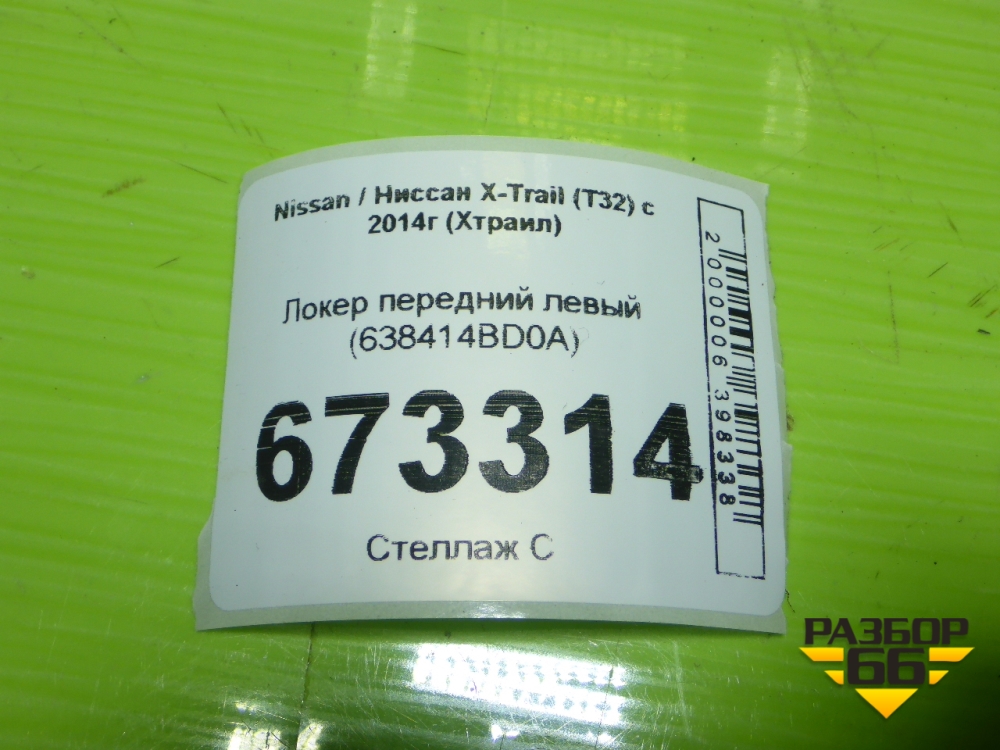 Nissan / Ниссан X-Trail (T32) с
2014г (Хтраил)
Локер передний левый
(638414BD0A)
673314
Стеллаж С
2000006398338
РАЗБОР
66